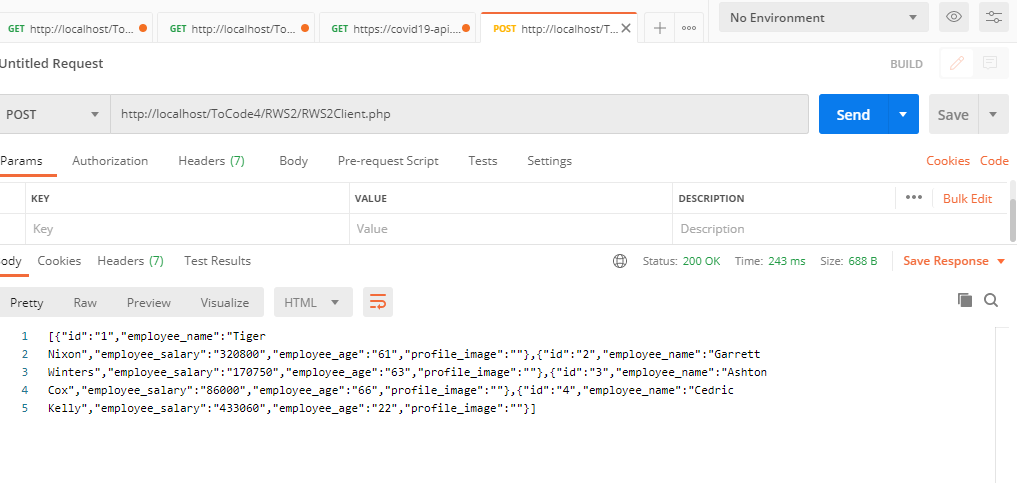 GET http://localhost/To... GET http://localhost/To... GET https://covid19-api.... POST http://localhost/T... No Environment
Untitled Request BUILD
POST http://localhost/ToCode4/RWS2/RWS2Client.php Send Save
Params Authorization Headers (7) Body Pre-request Script Tests Settings Cookies Code
KEY VALUE DESCRIPTION Bulk Edit
Key Value Description
ody Cookies Headers (7) Test Results Status: 200 OK Time: 243 ms Size: 688 B Save Response
Pretty Raw Preview Visualize HTML
1 [{"id":"1","employee_name":"Tiger
2 Nixon","employee_salary":"320800","employee_age":"61","profile_image":""},{"id":"2","employee_name":"Garrett
3 Winters","employee_salary":"170750","employee_age":"63","profile_image":""},{"id":"3","employee_name":"Ashton
4 Cox","employee_salary":"86000","employee_age":"66","profile_image":""},{"id":"4","employee_name":"Cedric
5 Kelly","employee_salary":"433060","employee_age":"22","profile_image":""}]